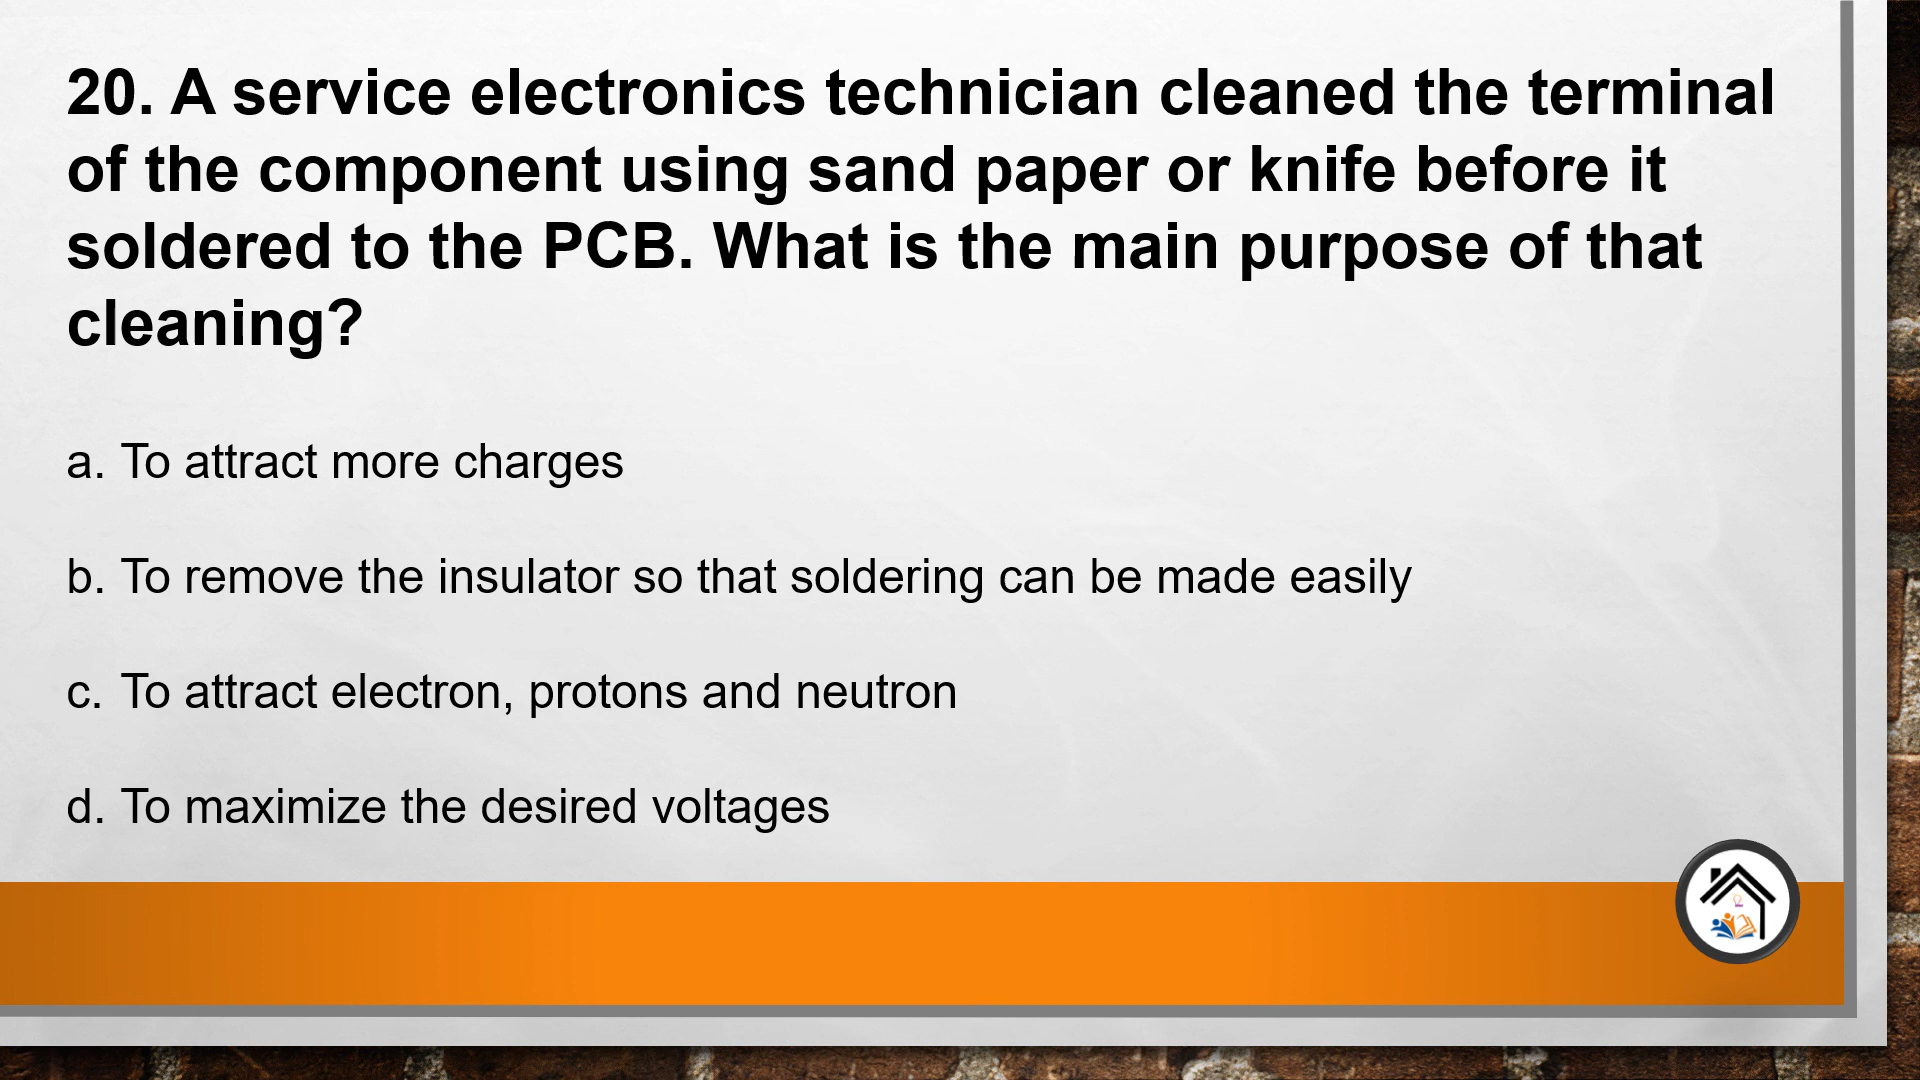 20. A service electronics technician cleaned the terminal
of the component using sand paper or knife before it
soldered to the PCB. What is the main purpose of that
cleaning?
a. To attract more charges
b. To remove the insulator so that soldering can be made easily
c. To attract electron, protons and neutron
d. To maximize the desired voltages